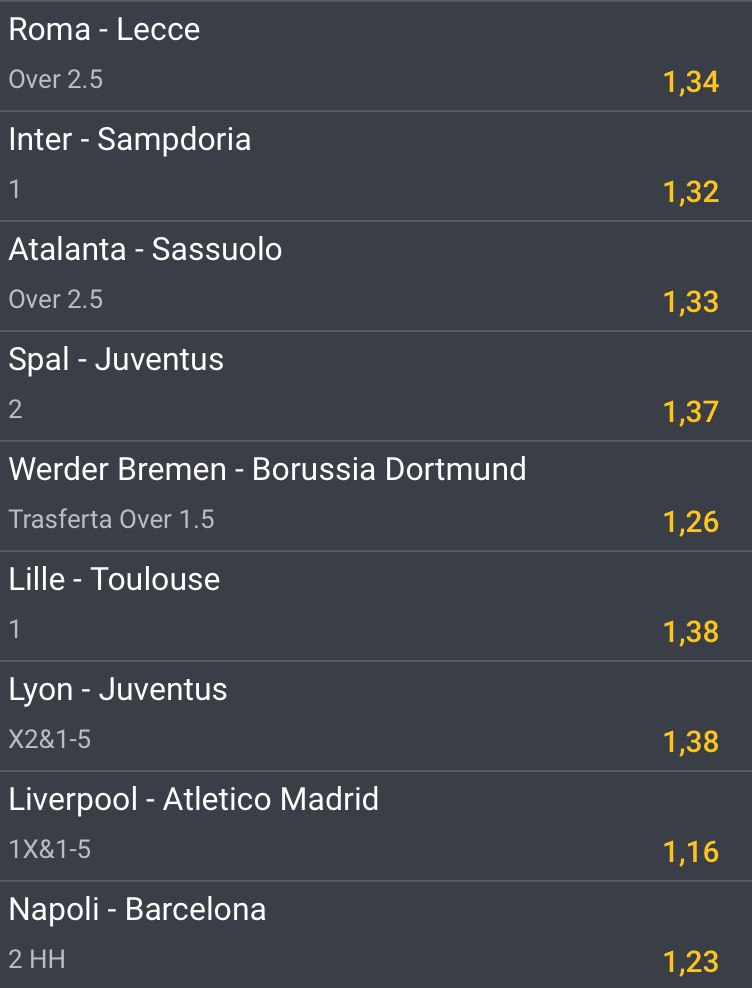 Roma - Lecce
Over 2.5 1,34
Inter - Sampdoria
1 1,32
Atalanta - Sassuolo
Over 2.5 1,33
Spal - Juventus
2 1,37
Werder Bremen - Borussia Dortmund
Trasferta Over 1.5 1,26
Lille - Toulouse
1 1,38
Lyon - Juventus
X2&1-5 1,38
Liverpool - Atletico Madrid
1X&1-5 1,16
Napoli - Barcelona
2 HH 1,23